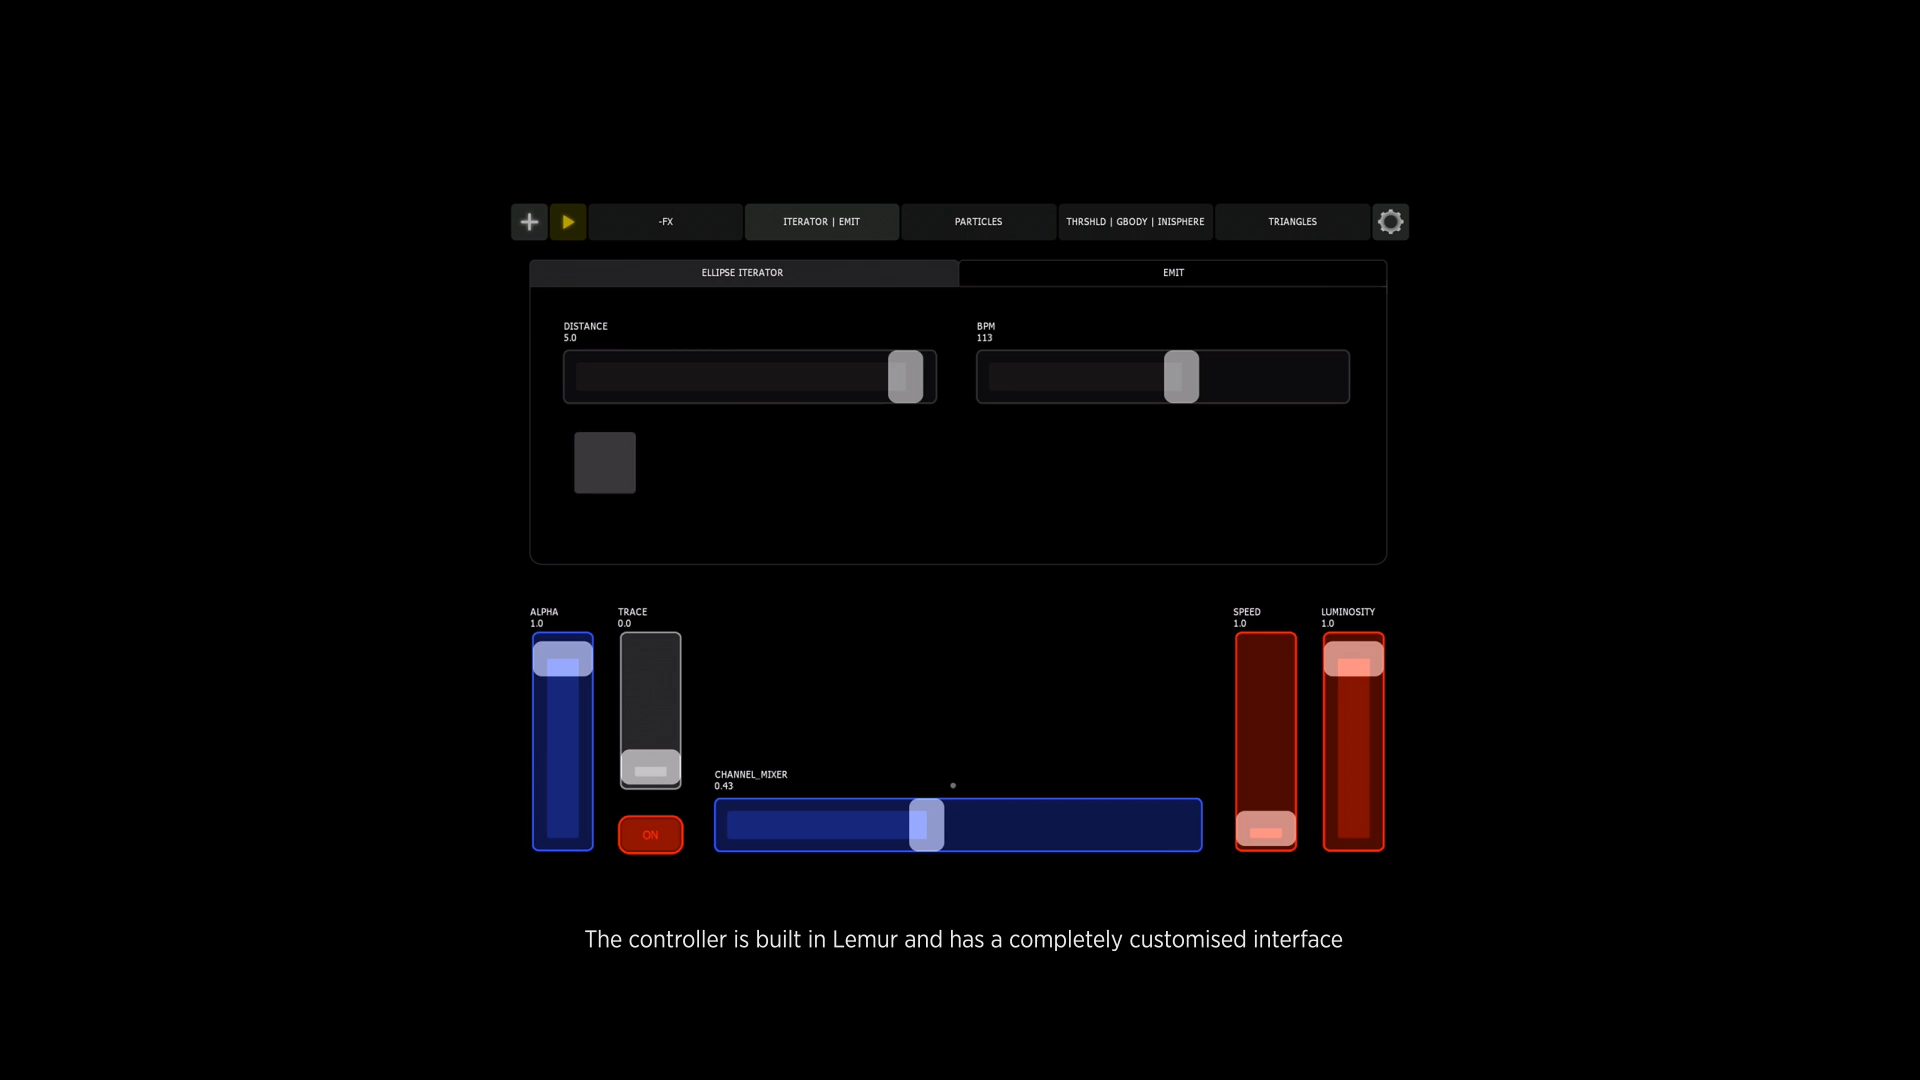 -FX
ITERATOR | EMIT
PARTICLES
THRSHLD | GBODY | INISPHERE
TRIANGLES
ELLIPSE ITERATOR
EMIT
DISTANCE
5.0
BPM
113
ALPHA
1.0
TRACE
0.0
SPEED
1.0
LUMINOSITY
1.0
CHANNEL_MIXER
0.43
ON
The controller is built in Lemur and has a completely customised interface